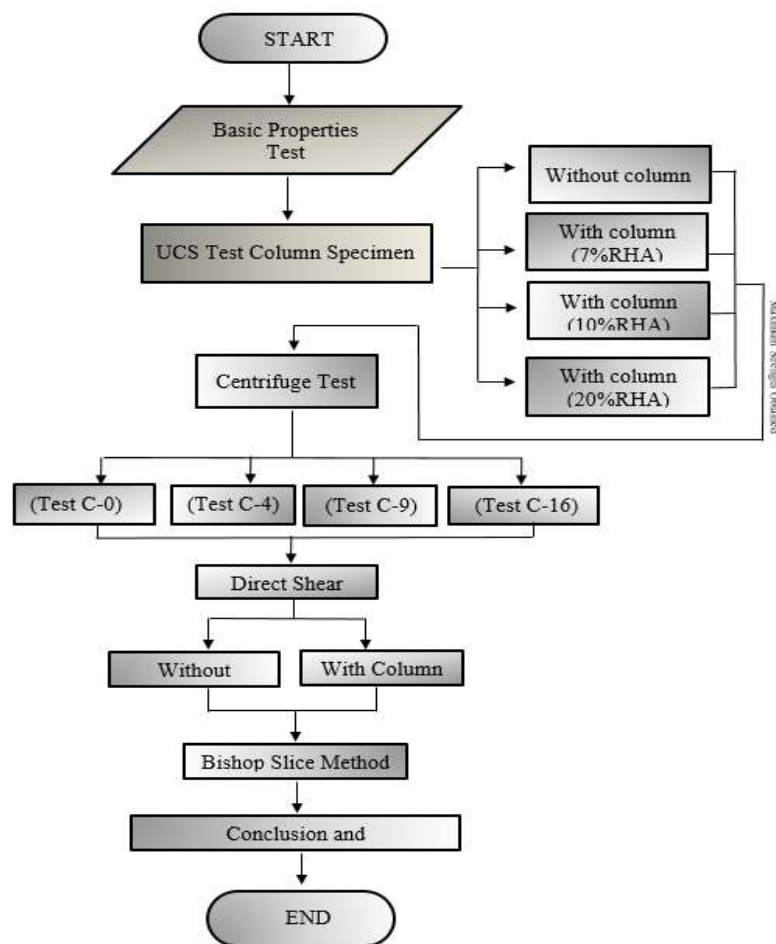 START
Basic Properties
Test
UCS Test Column Specimen
Without column
With column
(7%RHA)
With column
(10%RHA)
With column
(20%RHA)
Centrifuge Test
(Test C-0)
(Test C-4)
(Test C-9)
(Test C-16)
Direct Shear
Without
With Column
Bishop Slice Method
Conclusion and
END